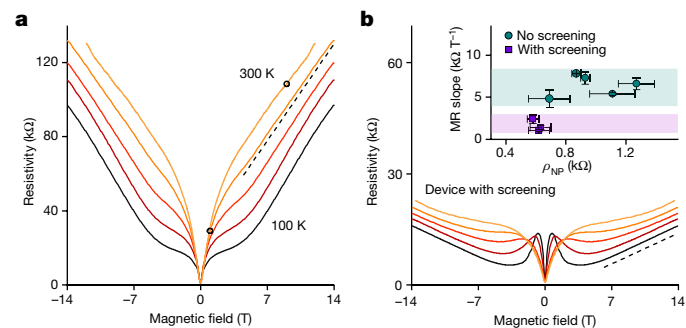 a
Resistivity (kΩ)
120
80
40
0
300 K
100 K
−14
−7
0
7
14
Magnetic field (T)
b
Resistivity (kΩ)
60
30
0
Device with screening
−14
−7
0
7
14
Magnetic field (T)
No screening
With screening
MR slope (kΩ T⁻¹)
10
5
0
0.4
0.8
1.2
ρNP (kΩ)